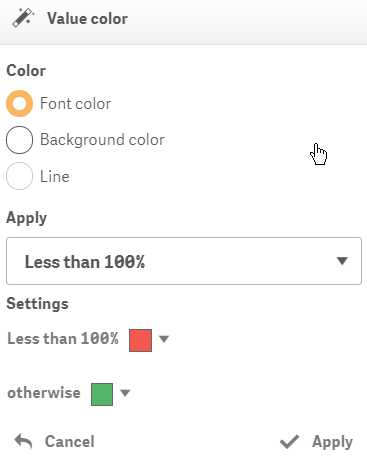 Value color
Color
Font color
Background color
Line
Apply
Less than 100%
Settings
Less than 100%
otherwise
Cancel Apply